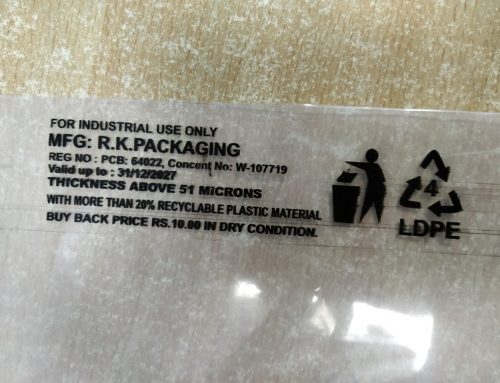 FOR INDUSTRIAL USE ONLY
MFG: R.K.PACKAGING
REG NO : PCB: 64022, Concent No: W-107719
Valid up to : 31/12/2027
THICKNESS ABOVE 51 MiCRONS
WITH MORE THAN 20% RECYCLABLE PLASTIC MATERIAL
BUY BACK PRICE RS.10.00 IN DRY CONDITION.
4
LDPE